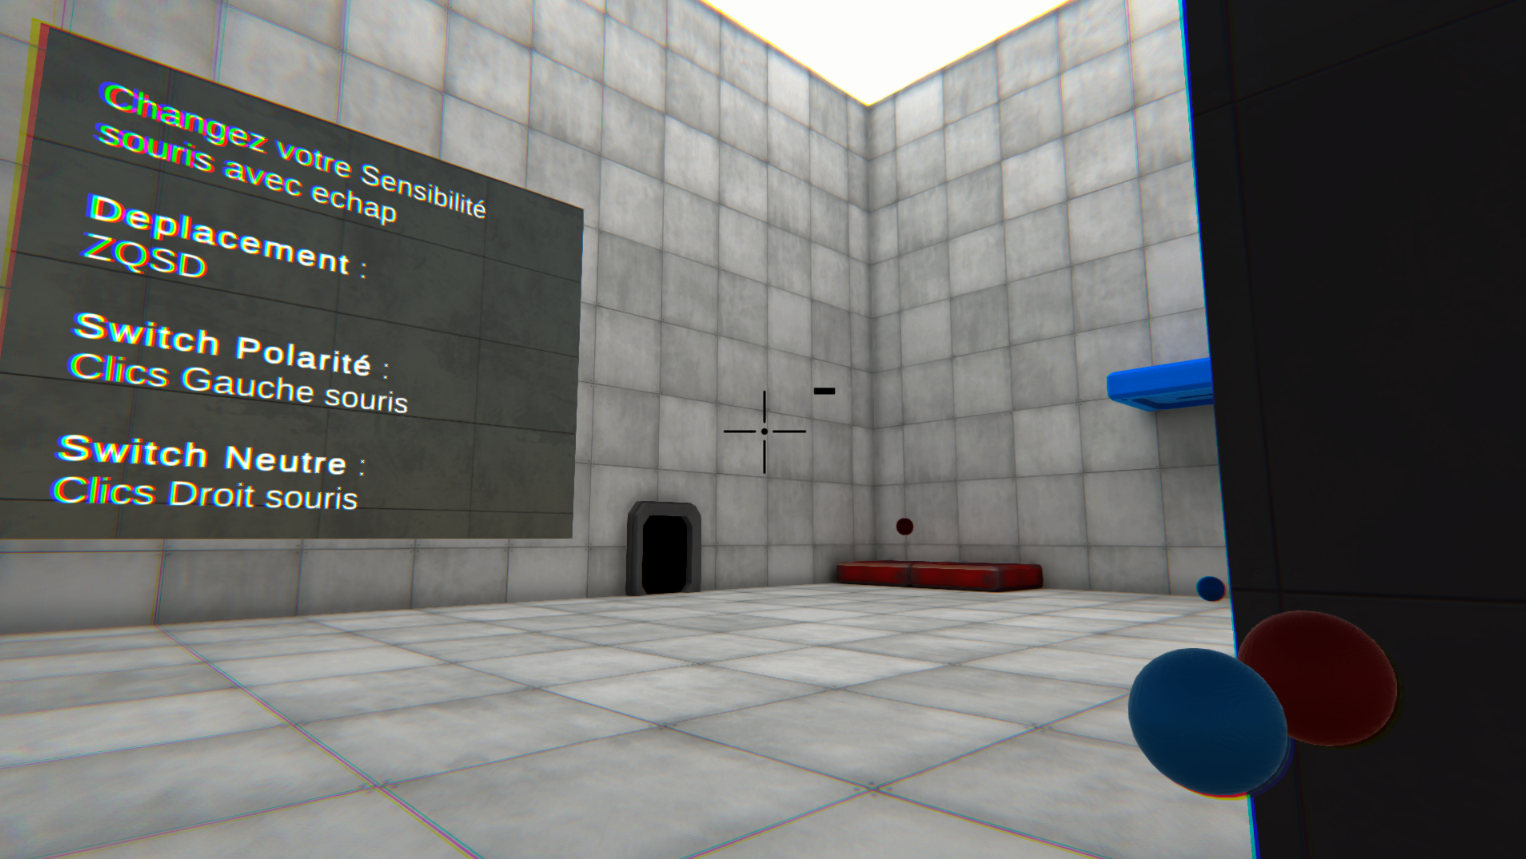 Changez votre Sensibilité
souris avec echap
Deplacement :
ZQSD
Switch Polarité :
Clics Gauche souris
Switch Neutre :
Clics Droit souris